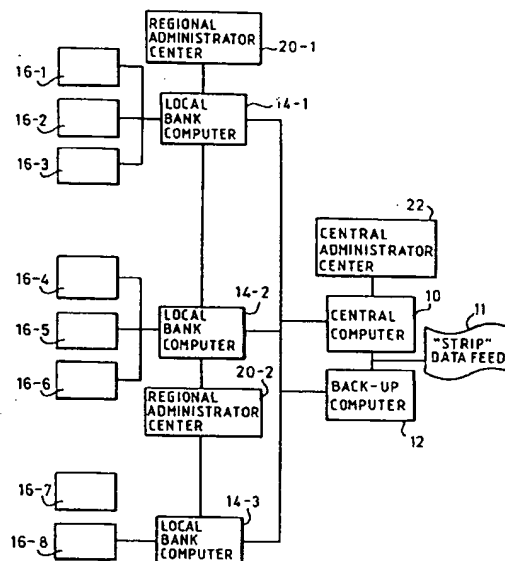 REGIONAL
ADMINISTRATOR
CENTER
20-1
16-1
16-2
16-3
LOCAL
BANK
COMPUTER
14-1
22
CENTRAL
ADMINISTRATOR
CENTER
16-4
16-5
16-6
14-2
LOCAL
BANK
COMPUTER
10
CENTRAL
COMPUTER
11
"STRIP"
DATA FEED
BACK-UP
COMPUTER
12
20-2
REGIONAL
ADMINISTRATOR
CENTER
16-7
16-8
14-3
LOCAL
BANK
COMPUTER